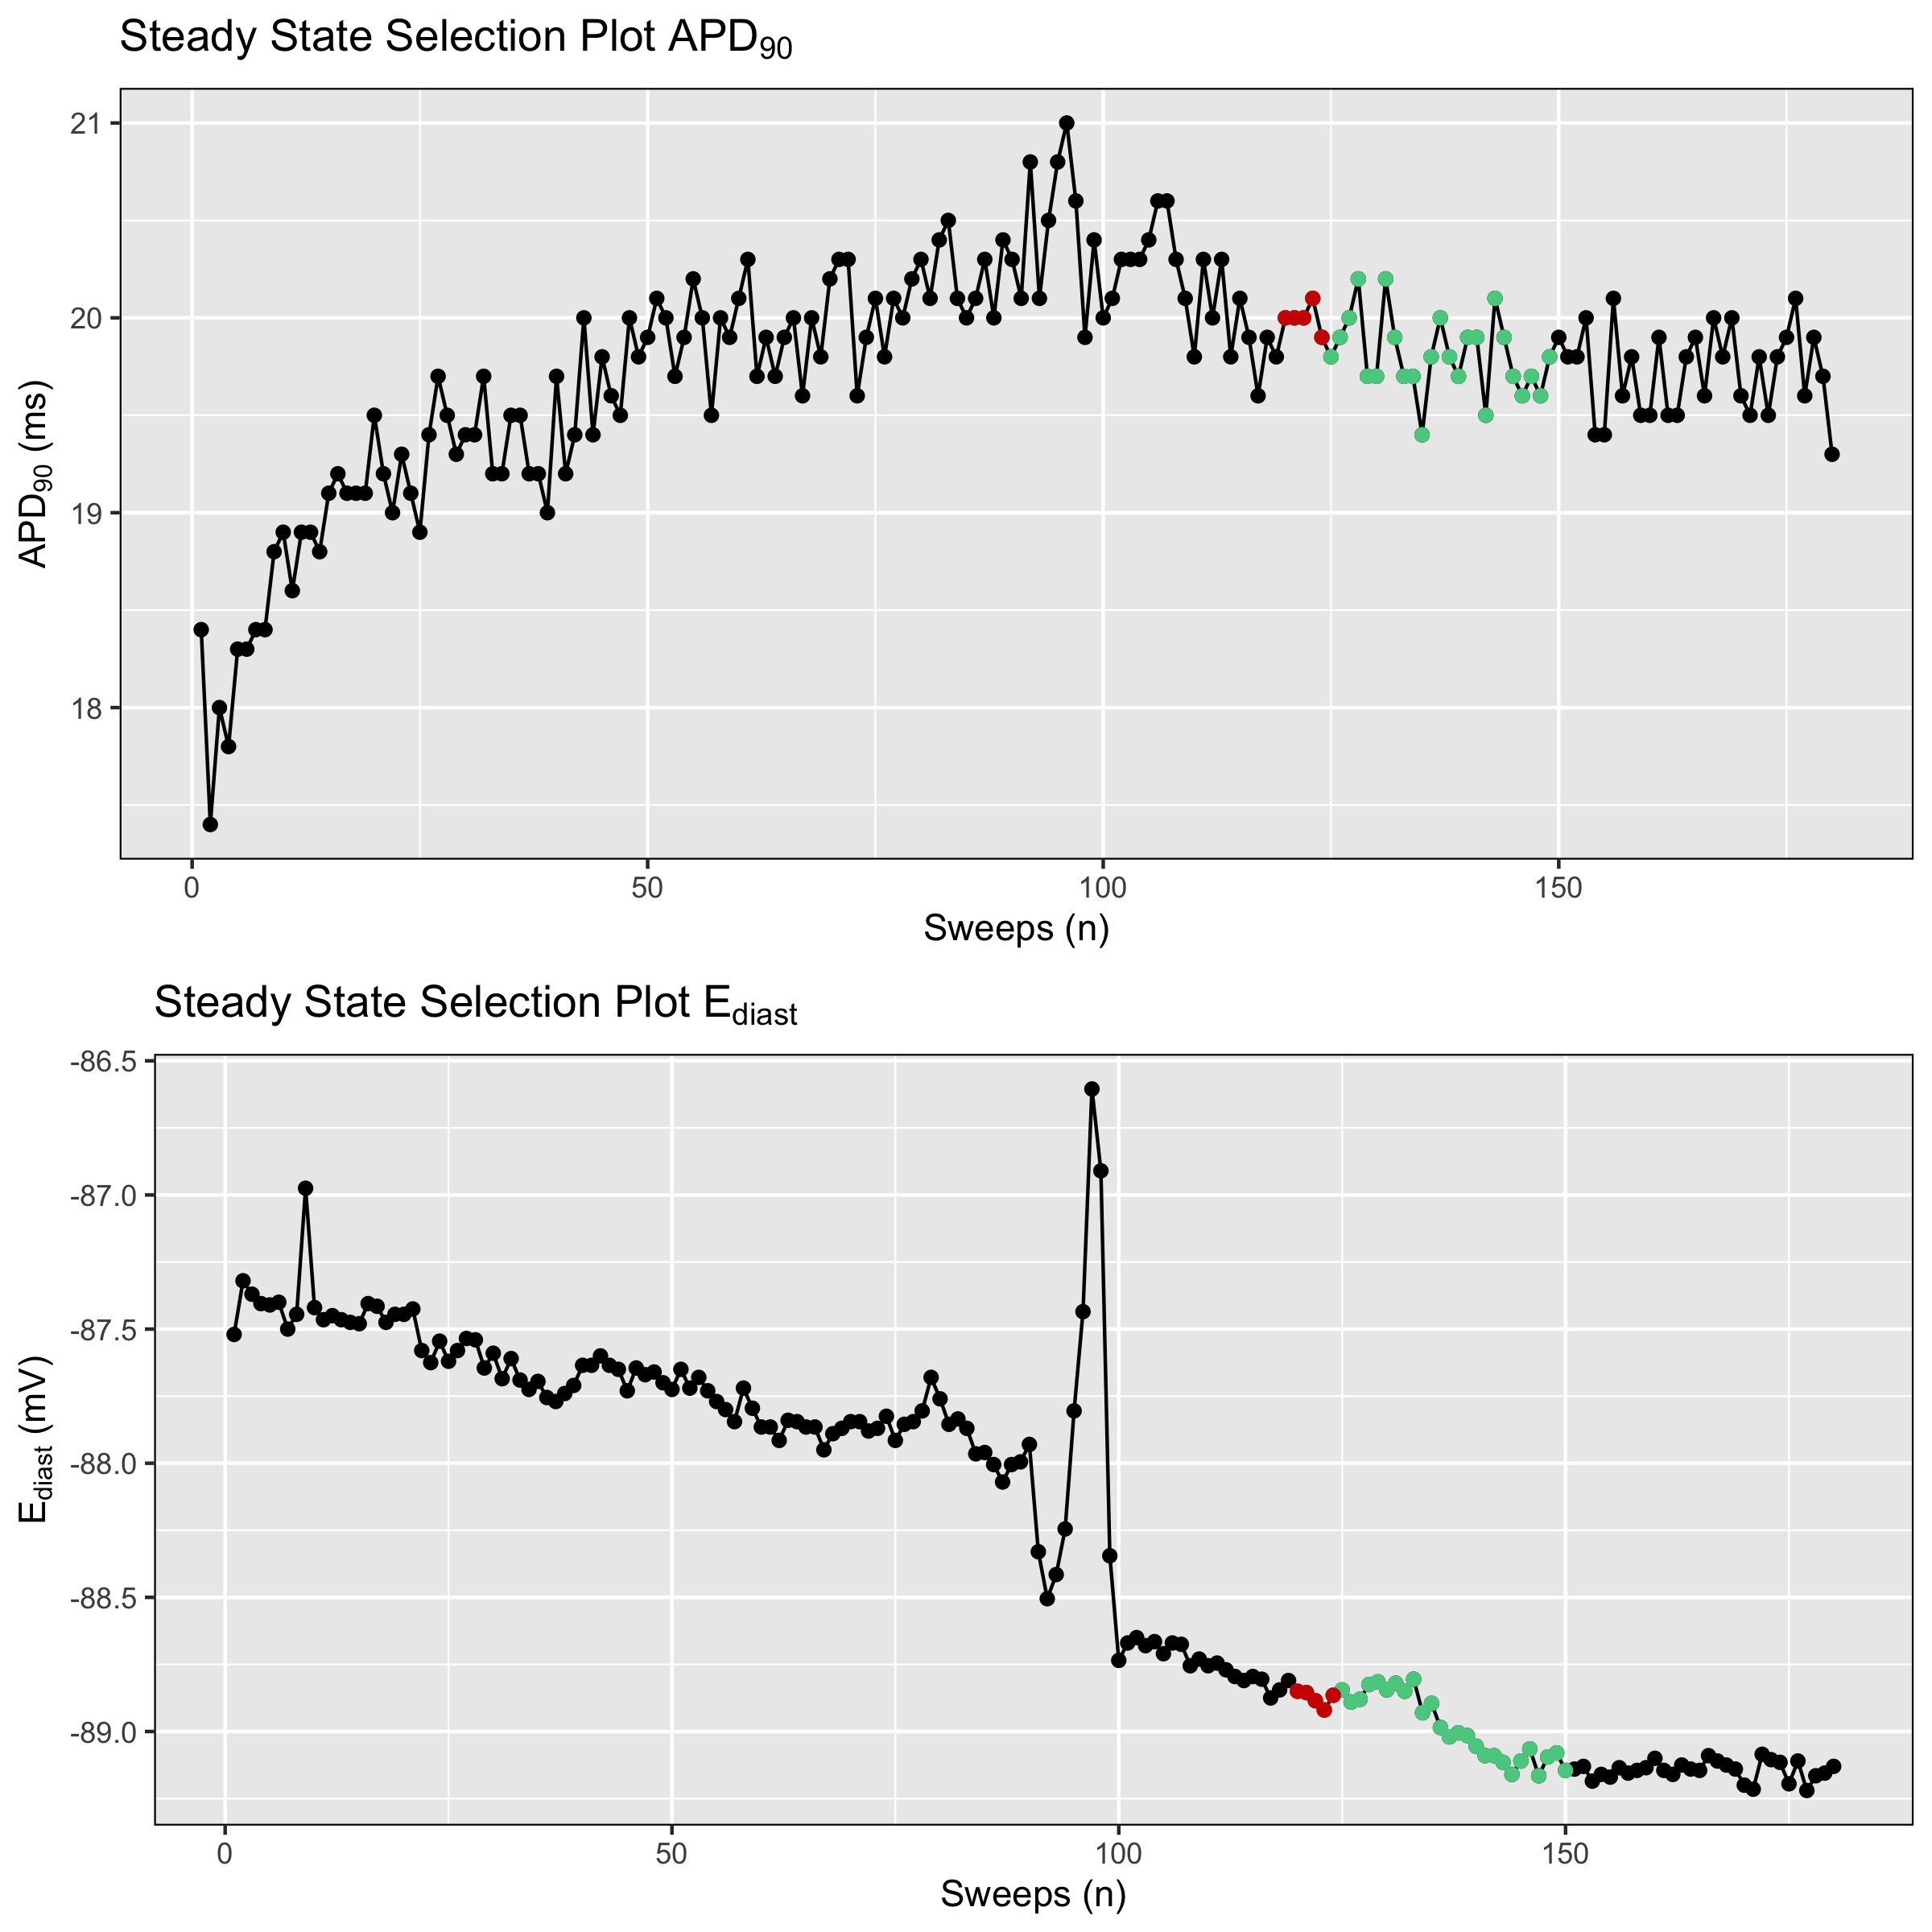 Steady State Selection Plot APD90
21
20
19
18
APD90 (ms)
0 50 100 150
Sweeps (n)
Steady State Selection Plot Ediast
-86.5
-87.0
-87.5
-88.0
-88.5
-89.0
Ediast (mV)
0 50 100 150
Sweeps (n)